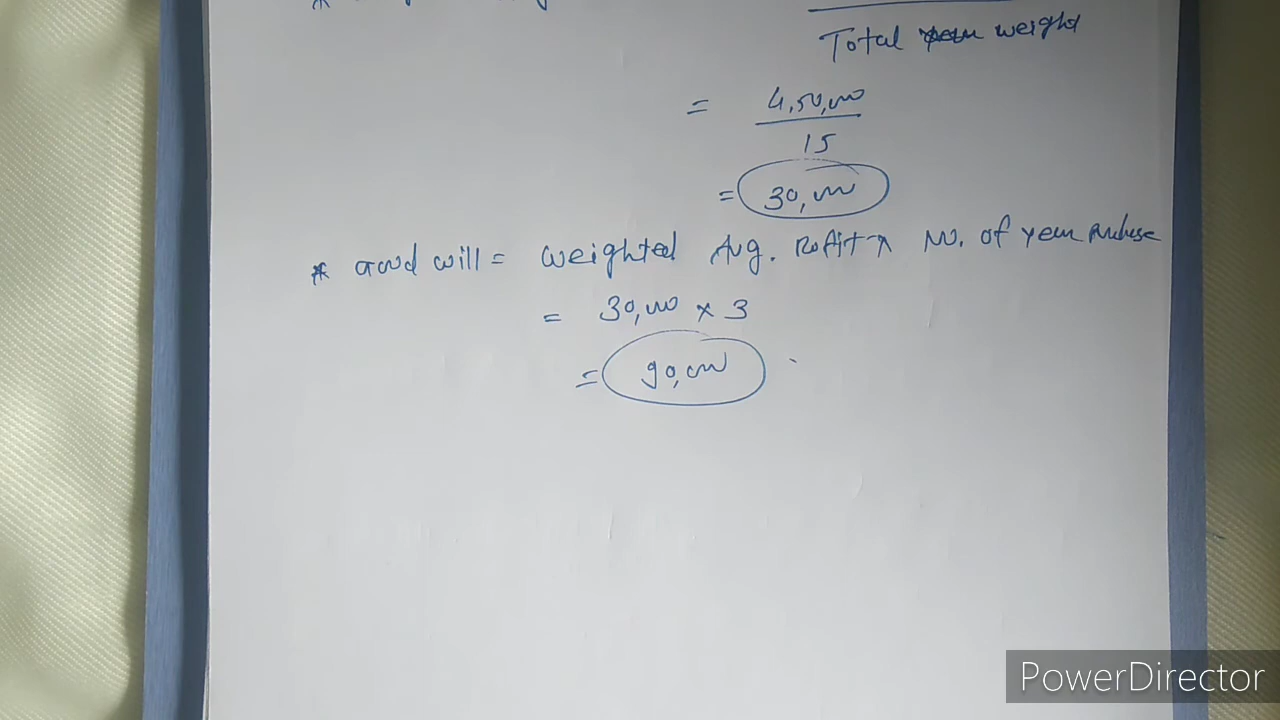 Total weight
= 4,50,000
15
= 30,000
* Good will = Weighted Avg. Profit × No. of year purchase
= 30,000 × 3
= 90,000
PowerDirector